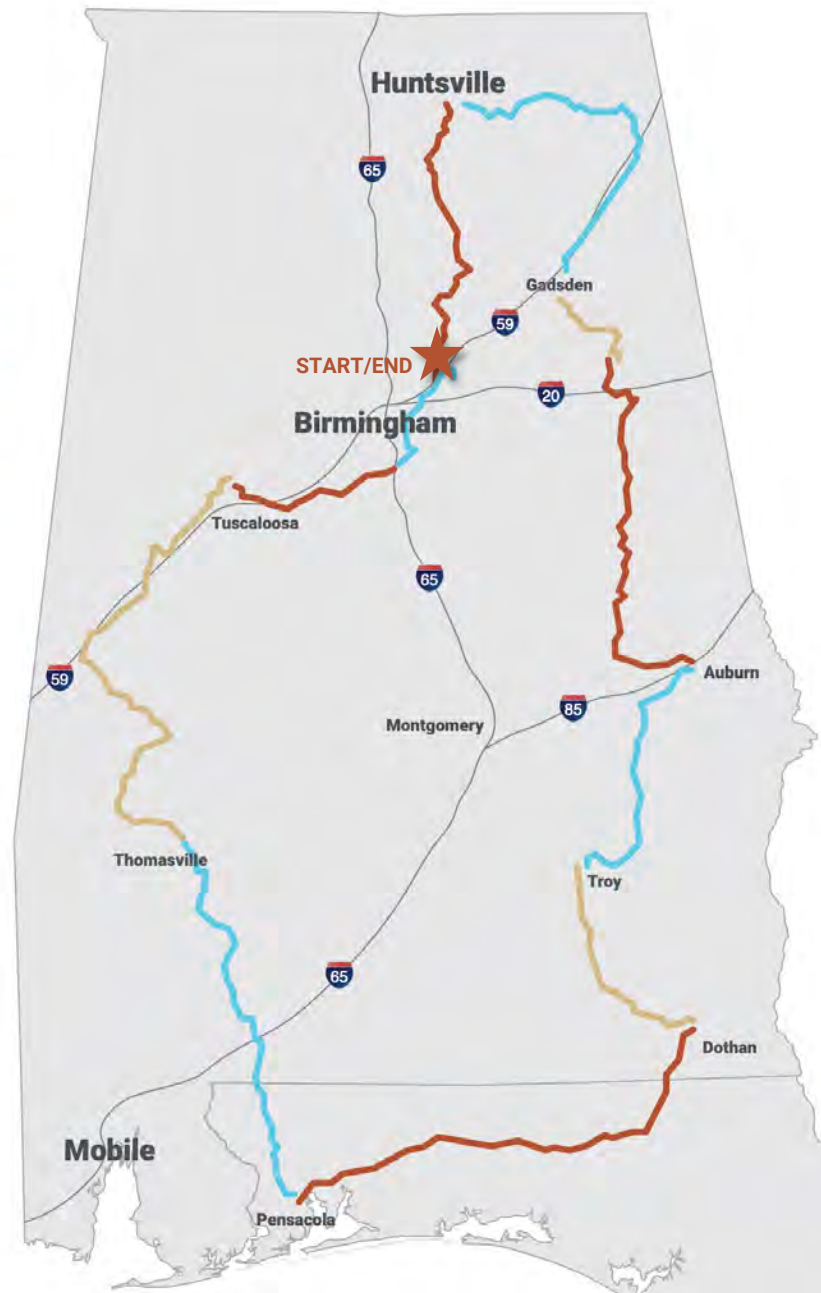 Huntsville
65
Gadsden
59
START/END
20
Birmingham
Tuscaloosa
65
59
Auburn
85
Montgomery
Thomasville
Troy
65
Dothan
Mobile
Pensacola